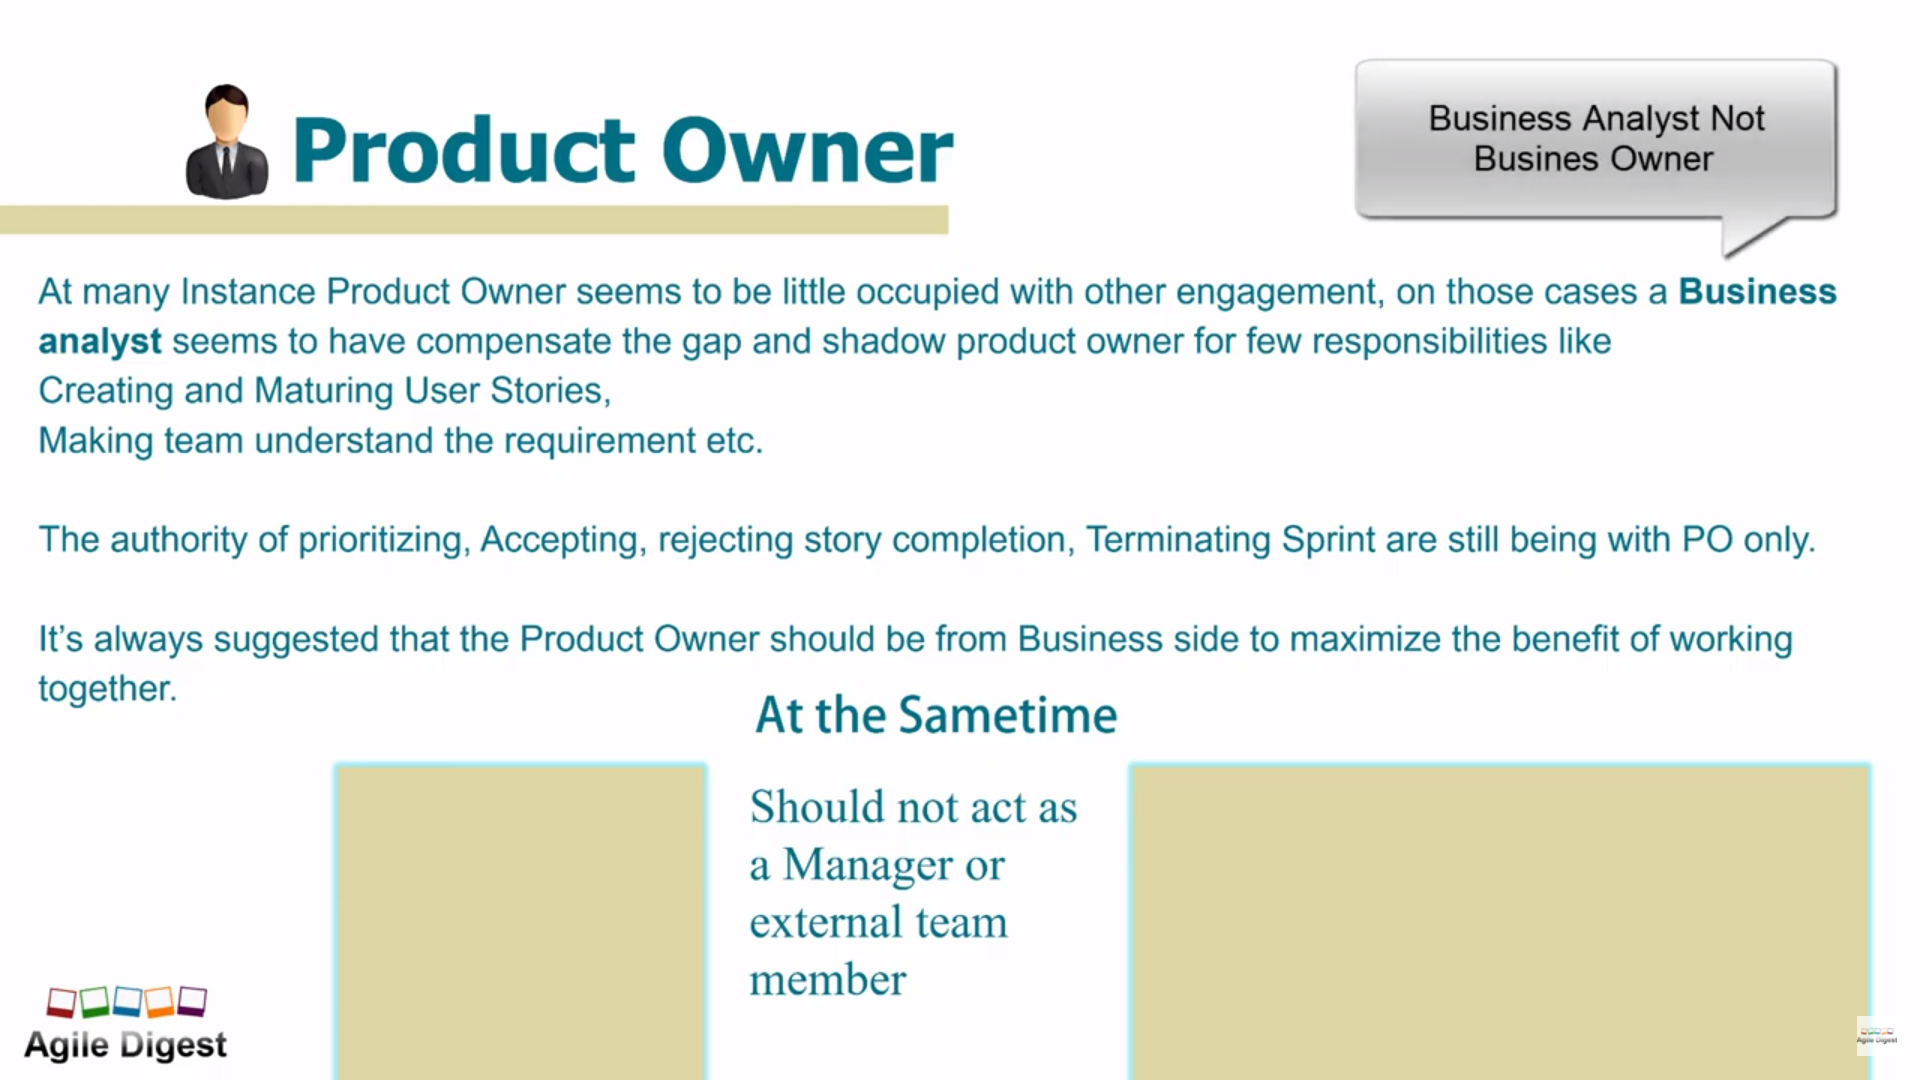 Product Owner
Business Analyst Not
Busines Owner
At many Instance Product Owner seems to be little occupied with other engagement, on those cases a Business
analyst seems to have compensate the gap and shadow product owner for few responsibilities like
Creating and Maturing User Stories,
Making team understand the requirement etc.
The authority of prioritizing, Accepting, rejecting story completion, Terminating Sprint are still being with PO only.
It’s always suggested that the Product Owner should be from Business side to maximize the benefit of working
together.
At the Sametime
Should not act as
a Manager or
external team
member
Agile Digest
Agile Digest